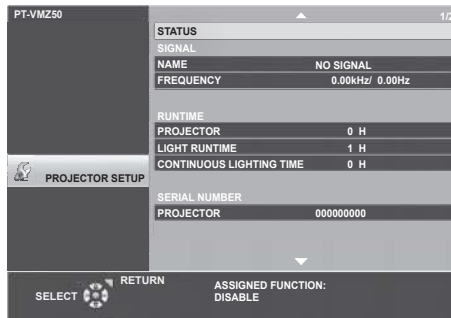 PT-VMZ50
1/2
STATUS
SIGNAL
NAME NO SIGNAL
FREQUENCY 0.00kHz/ 0.00Hz
RUNTIME
PROJECTOR 0 H
LIGHT RUNTIME 1 H
CONTINUOUS LIGHTING TIME 0 H
PROJECTOR SETUP
SERIAL NUMBER
PROJECTOR 000000000
RETURN
SELECT
ASSIGNED FUNCTION:
DISABLE